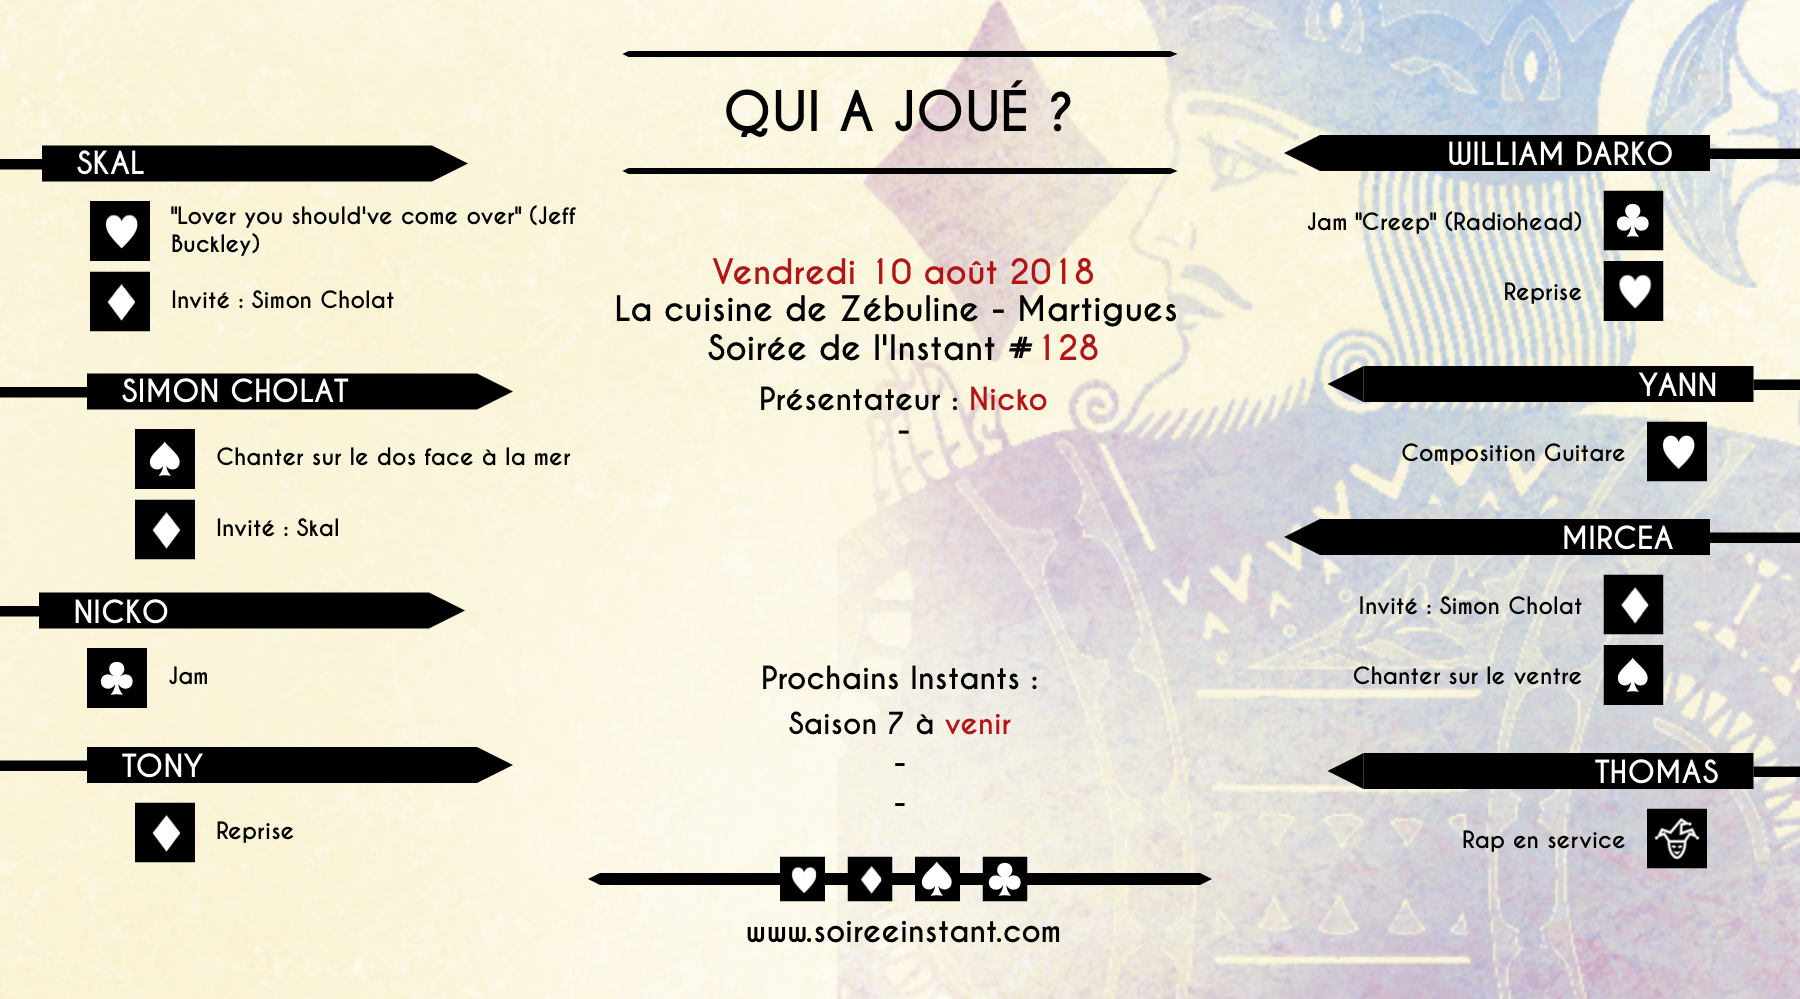 QUI A JOUÉ ?
SKAL
"Lover you should've come over" (Jeff
Buckley)
Invité : Simon Cholat
SIMON CHOLAT
Chanter sur le dos face à la mer
Invité : Skal
NICKO
Jam
TONY
Reprise
Vendredi 10 août 2018
La cuisine de Zébuline - Martigues
Soirée de l'Instant #128
Présentateur : Nicko
-
Prochains Instants :
Saison 7 à venir
-
-
www.soireeinstant.com
WILLIAM DARKO
Jam "Creep" (Radiohead)
Reprise
YANN
Composition Guitare
MIRCEA
Invité : Simon Cholat
Chanter sur le ventre
THOMAS
Rap en service